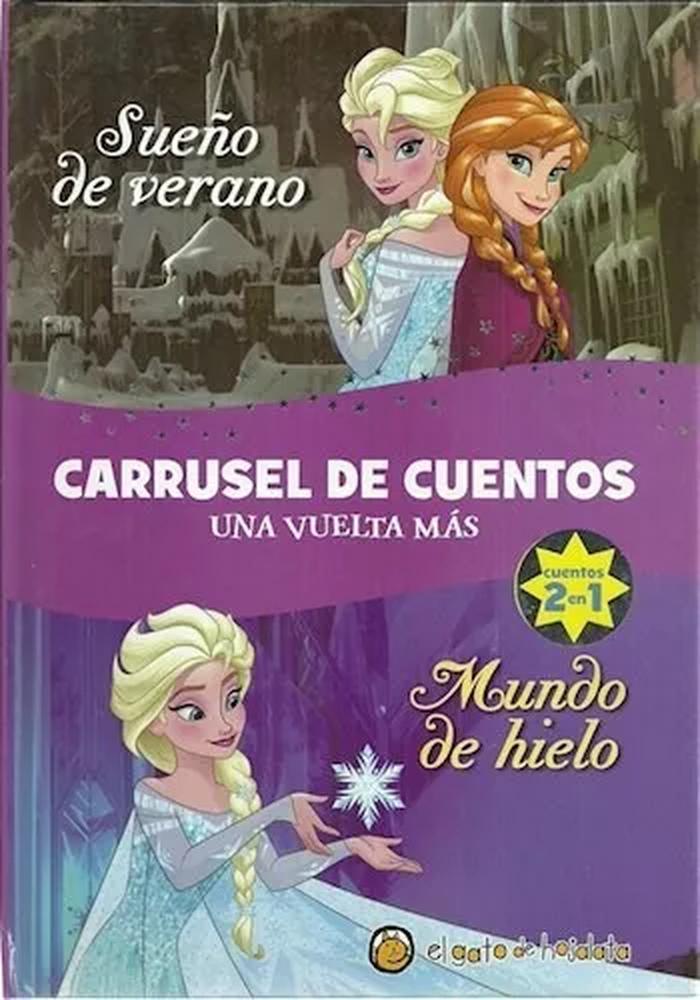 Sueño
de verano
CARRUSEL DE CUENTOS
UNA VUELTA MÁS
cuentos
2 en 1
Mundo
de hielo
el gato de hojalata